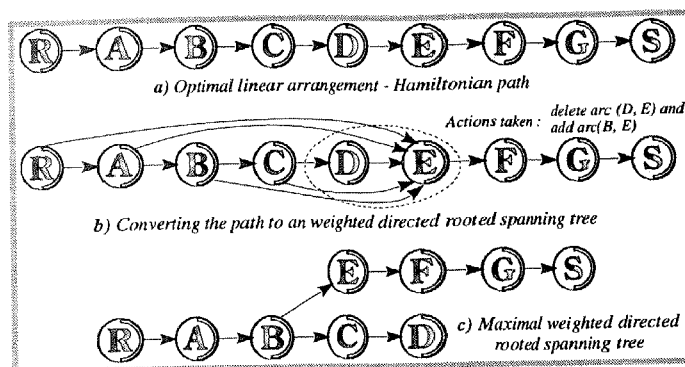 R A B C D E F G S
a) Optimal linear arrangement - Hamiltonian path
Actions taken : delete arc (D, E) and
add arc(B, E)
R A B C D E F G S
b) Converting the path to an weighted directed rooted spanning tree
E F G S
R A B C D
c) Maximal weighted directed
rooted spanning tree